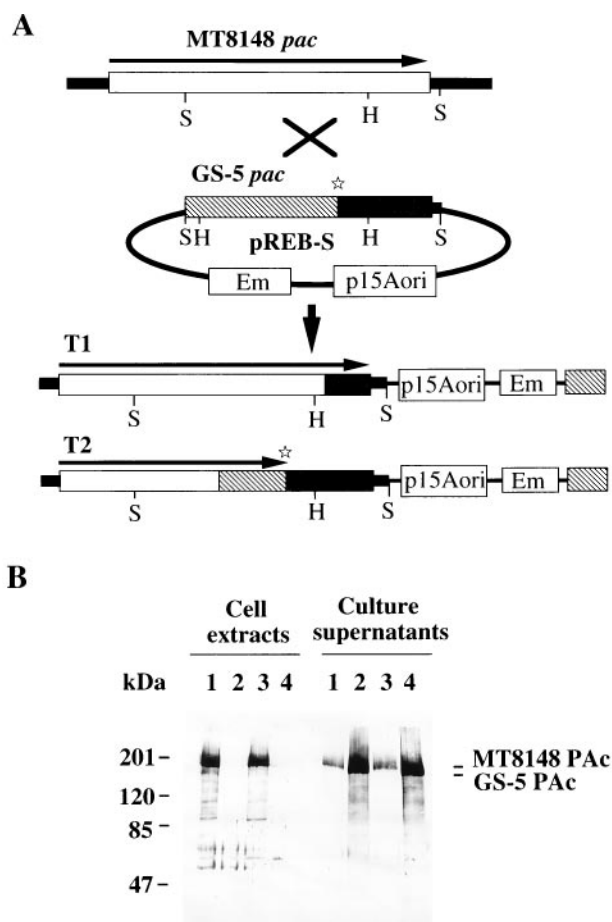 A
MT8148 pac
S H S
GS-5 pac
☆
S H H S
pREB-S
Em p15Aori
T1
p15Aori Em
S H S
T2
☆
p15Aori Em
S H S
B
Cell extracts
Culture supernatants
kDa 1 2 3 4 1 2 3 4
201
MT8148 PAc
GS-5 PAc
120
85
47